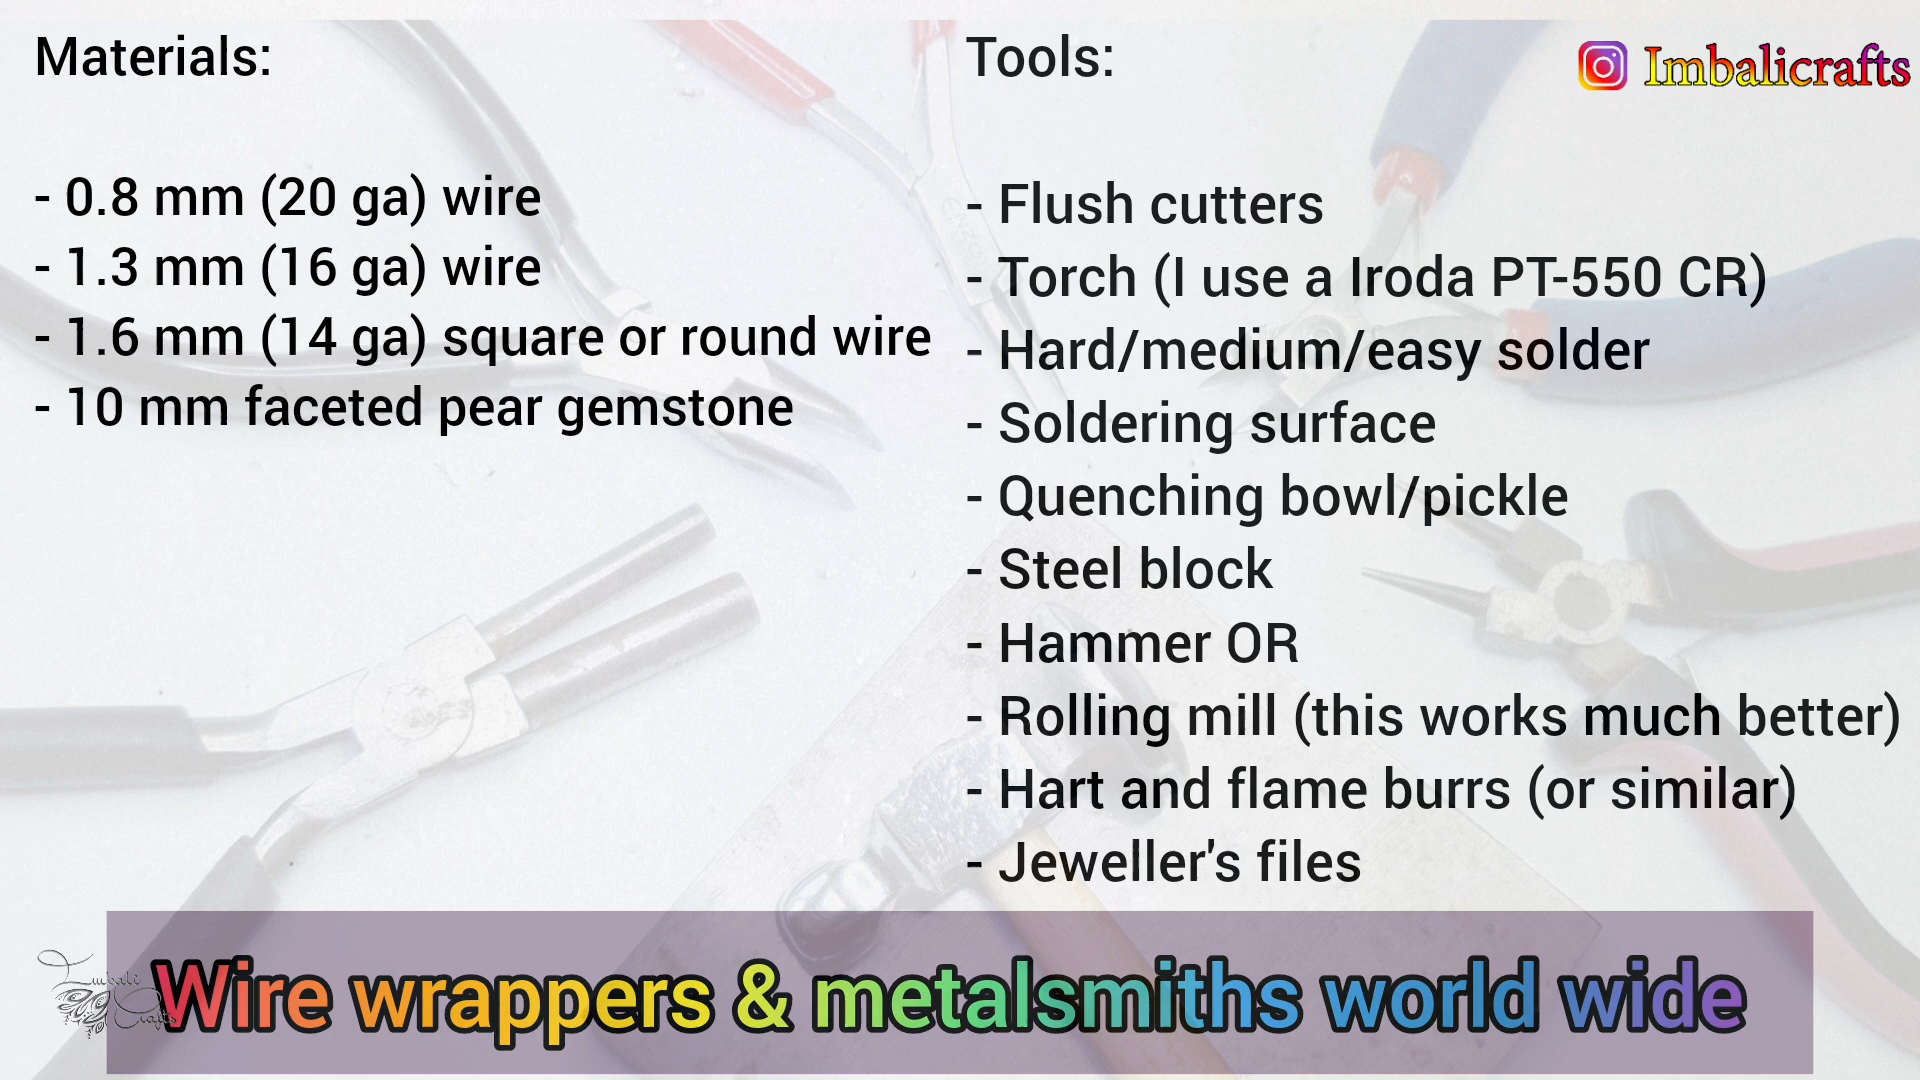 Materials:
- 0.8 mm (20 ga) wire
- 1.3 mm (16 ga) wire
- 1.6 mm (14 ga) square or round wire
- 10 mm faceted pear gemstone
Tools:
- Flush cutters
- Torch (I use a Iroda PT-550 CR)
- Hard/medium/easy solder
- Soldering surface
- Quenching bowl/pickle
- Steel block
- Hammer OR
- Rolling mill (this works much better)
- Hart and flame burrs (or similar)
- Jeweller's files
Imbalicrafts
Imbali
Crafts
Wire wrappers & metalsmiths world wide